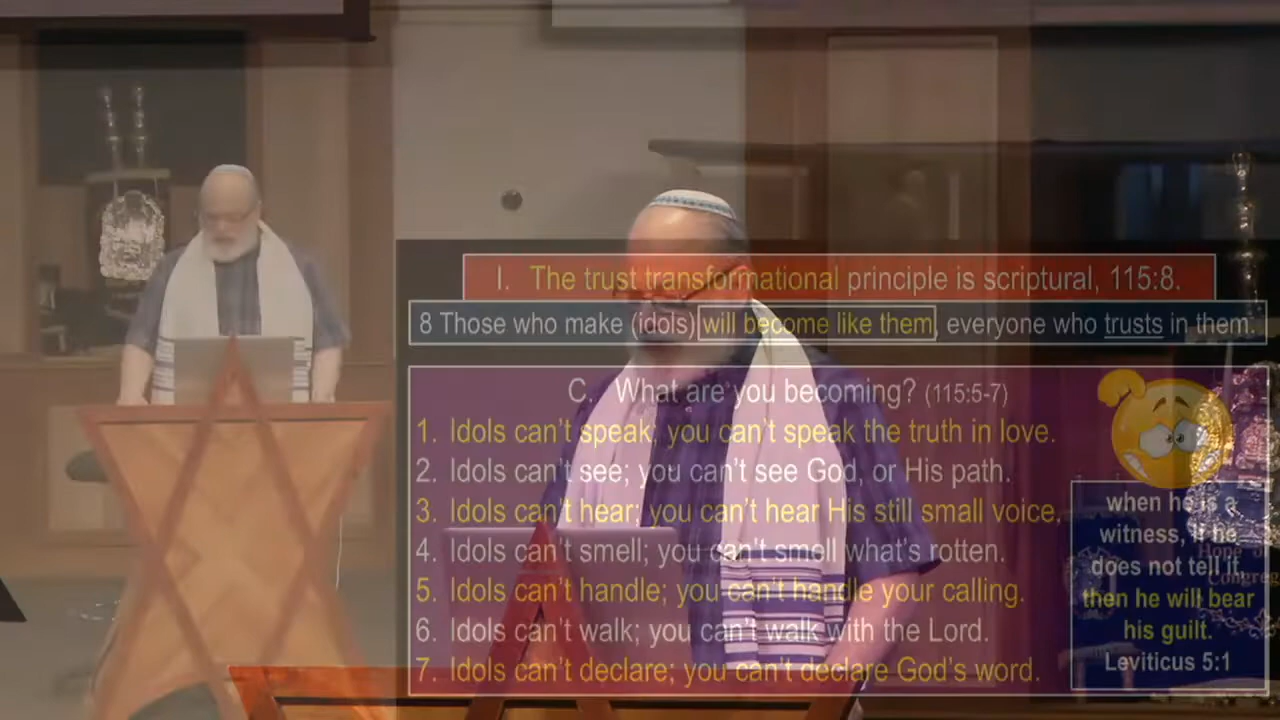 I. The trust transformational principle is scriptural, 115:8.
8 Those who make (idols) will become like them, everyone who trusts in them.
C. What are you becoming? (115:5-7)
1. Idols can't speak; you can't speak the truth in love.
2. Idols can't see; you can't see God, or His path.
3. Idols can't hear; you can't hear His still small voice.
4. Idols can't smell; you can't smell what's rotten.
5. Idols can't handle; you can't handle your calling.
6. Idols can't walk; you can't walk with the Lord.
7. Idols can't declare; you can't declare God's word.
when he is a
witness, if he
does not tell it,
then he will bear
his guilt.
Leviticus 5:1
Hope
Congreg